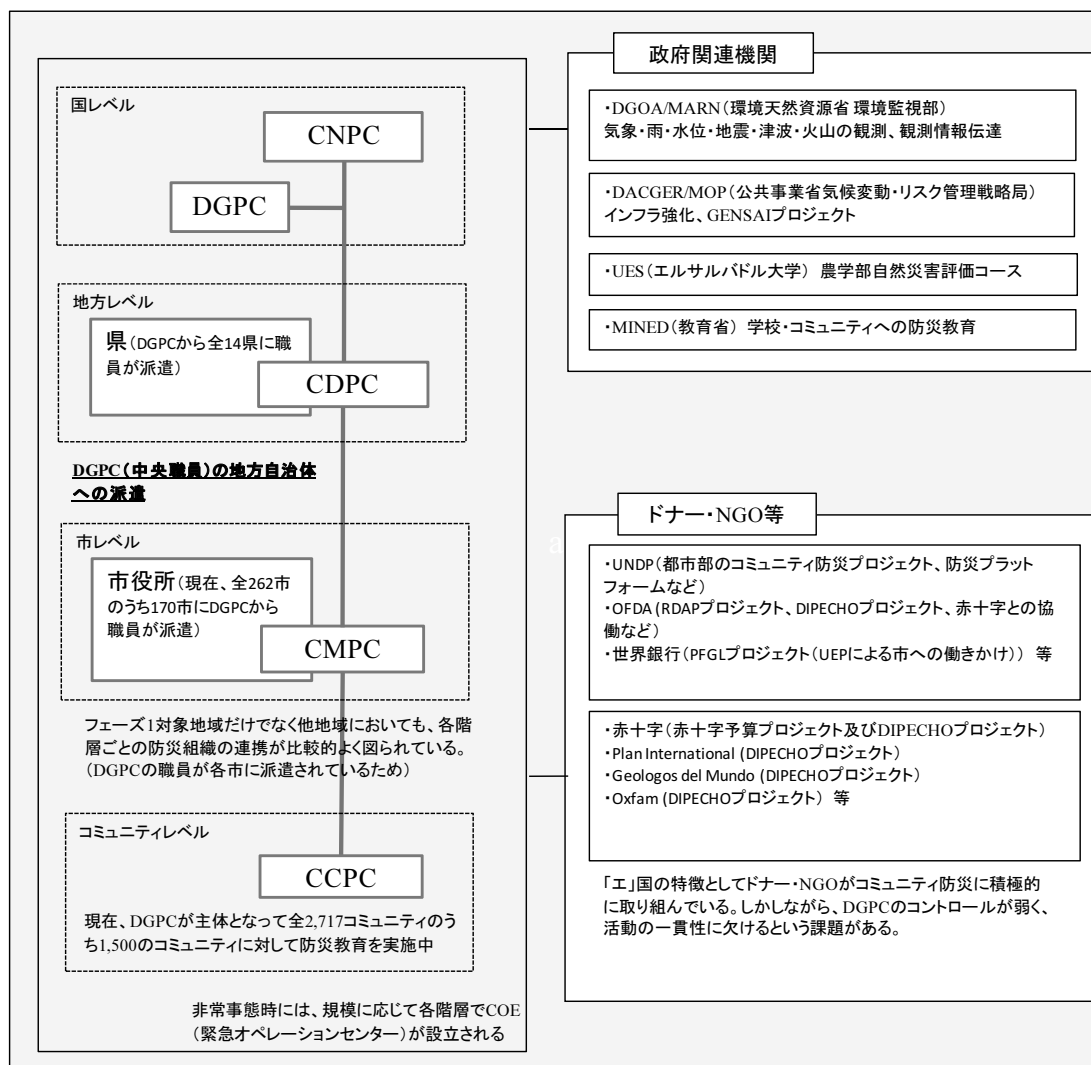 国レベル
CNPC
DGPC
地方レベル
県(DGPCから全14県に職
員が派遣)
CDPC
DGPC(中央職員)の地方自治体
への派遣
市レベル
市役所(現在、全262市
のうち170市にDGPCから
職員が派遣)
CMPC
フェーズ1対象地域だけでなく他地域においても、各階
層ごとの防災組織の連携が比較的よく図られている。
(DGPCの職員が各市に派遣されているため)
コミュニティレベル
CCPC
現在、DGPCが主体となって全2,717コミュニティのう
ち1,500のコミュニティに対して防災教育を実施中
非常事態時には、規模に応じて各階層でCOE
(緊急オペレーションセンター)が設立される
政府関連機関
・DGOA/MARN(環境天然資源省 環境監視部)
気象・雨・水位・地震・津波・火山の観測、観測情報伝達
・DACGER/MOP(公共事業省気候変動・リスク管理戦略局)
インフラ強化、GENSAIプロジェクト
・UES(エルサルバドル大学) 農学部自然災害評価コース
・MINED(教育省) 学校・コミュニティへの防災教育
ドナー・NGO等
a
・UNDP(都市部のコミュニティ防災プロジェクト、防災プラット
フォームなど)
・OFDA (RDAPプロジェクト、DIPECHOプロジェクト、赤十字との協
働など)
・世界銀行(PFGLプロジェクト(UEPによる市への働きかけ)) 等
・赤十字(赤十字予算プロジェクト及びDIPECHOプロジェクト)
・Plan International (DIPECHOプロジェクト)
・Geologos del Mundo (DIPECHOプロジェクト)
・Oxfam (DIPECHOプロジェクト) 等
「エ」国の特徴としてドナー・NGOがコミュニティ防災に積極的
に取り組んでいる。しかしながら、DGPCのコントロールが弱く、
活動の一貫性に欠けるという課題がある。